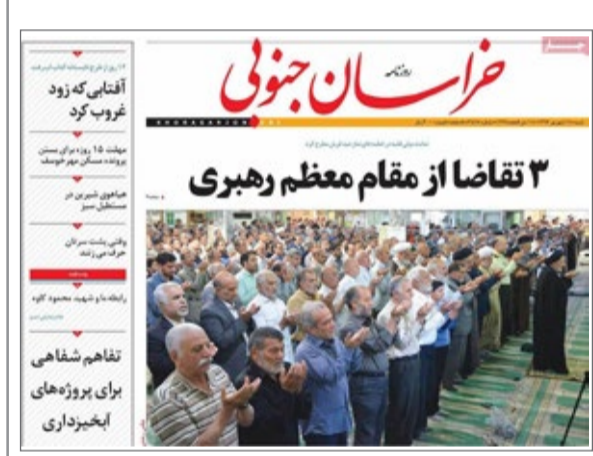 روزنامه
خراسان جنوبی
۳ تقاضا از مقام معظم رهبری
آفتابی که زود
غروب کرد
مهلت ۱۵ روزه برای بستن
پرونده مسکن مهر خوسف
هیاهوی شیرین در
مستطیل سبز
وقتی پشت سرتان
حرف می زنند
رابطه ما و شهید محمود کاوه
تفاهم شفاهی
برای پروژه‌های
آبخیزداری